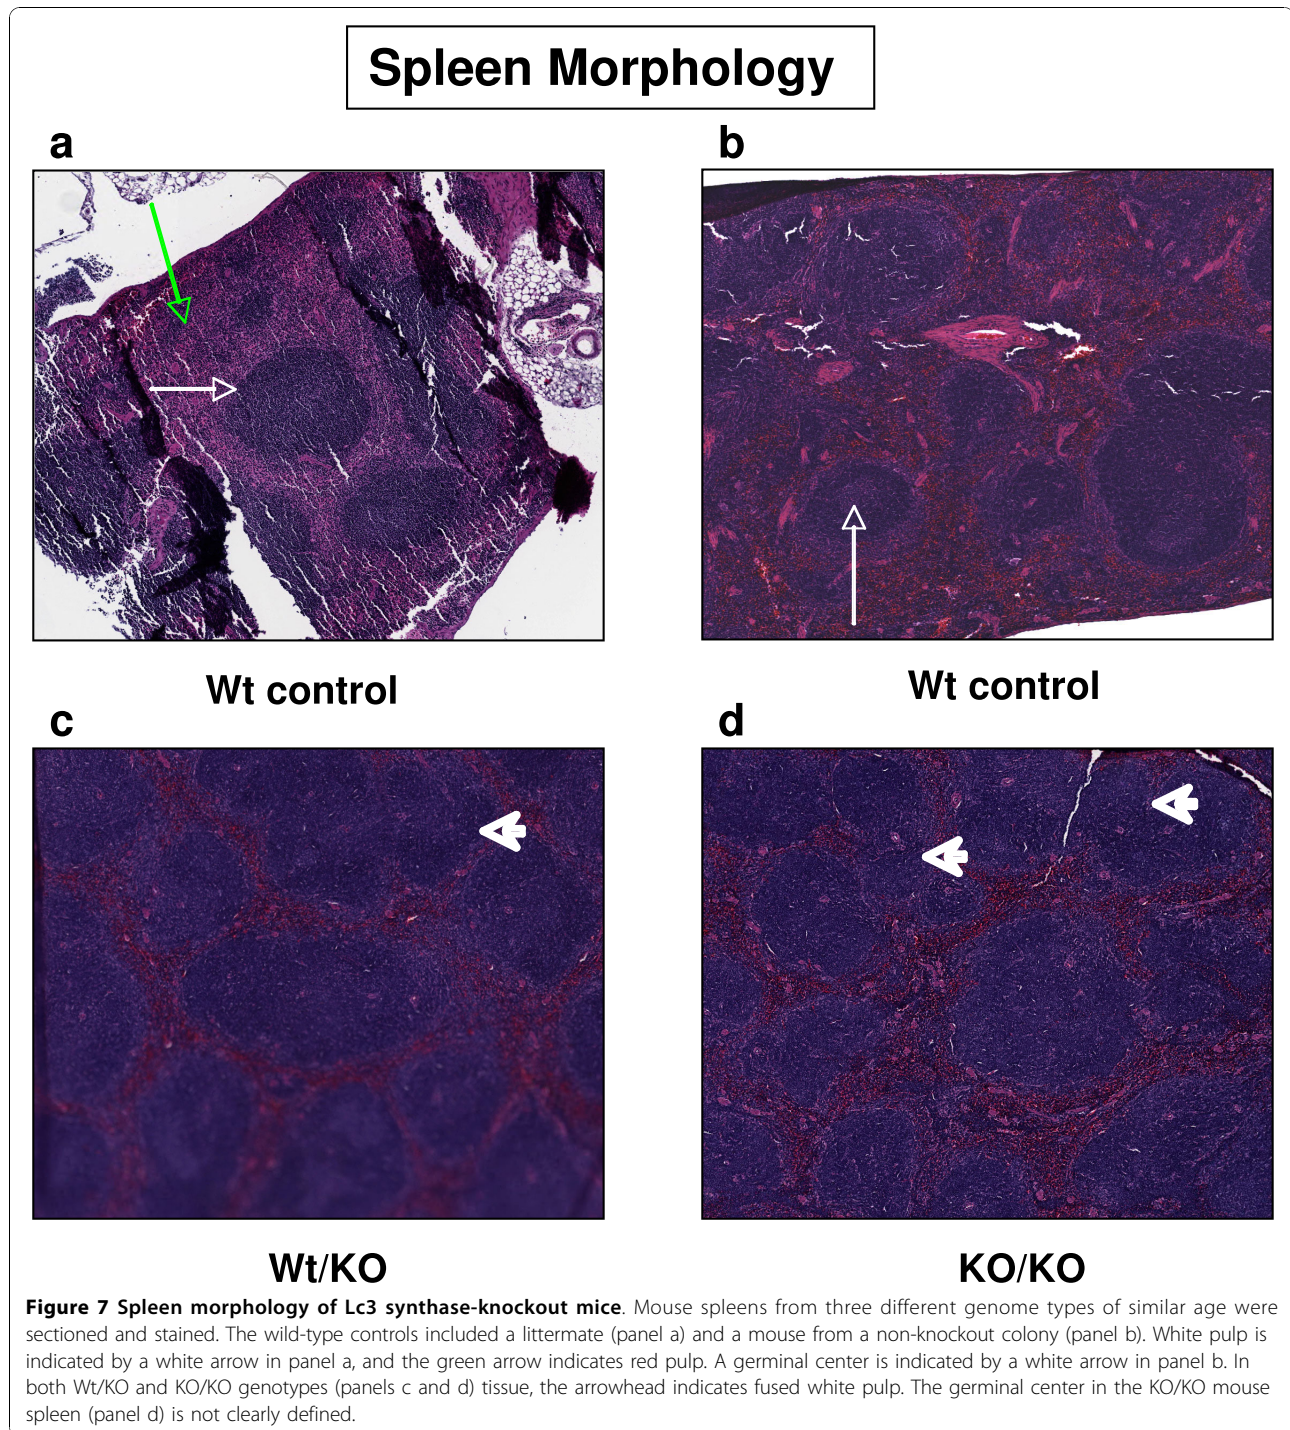 Spleen Morphology
a
b
Wt control
Wt control
c
d
Wt/KO
KO/KO
Figure 7 Spleen morphology of Lc3 synthase-knockout mice. Mouse spleens from three different genome types of similar age were
sectioned and stained. The wild-type controls included a littermate (panel a) and a mouse from a non-knockout colony (panel b). White pulp is
indicated by a white arrow in panel a, and the green arrow indicates red pulp. A germinal center is indicated by a white arrow in panel b. In
both Wt/KO and KO/KO genotypes (panels c and d) tissue, the arrowhead indicates fused white pulp. The germinal center in the KO/KO mouse
spleen (panel d) is not clearly defined.